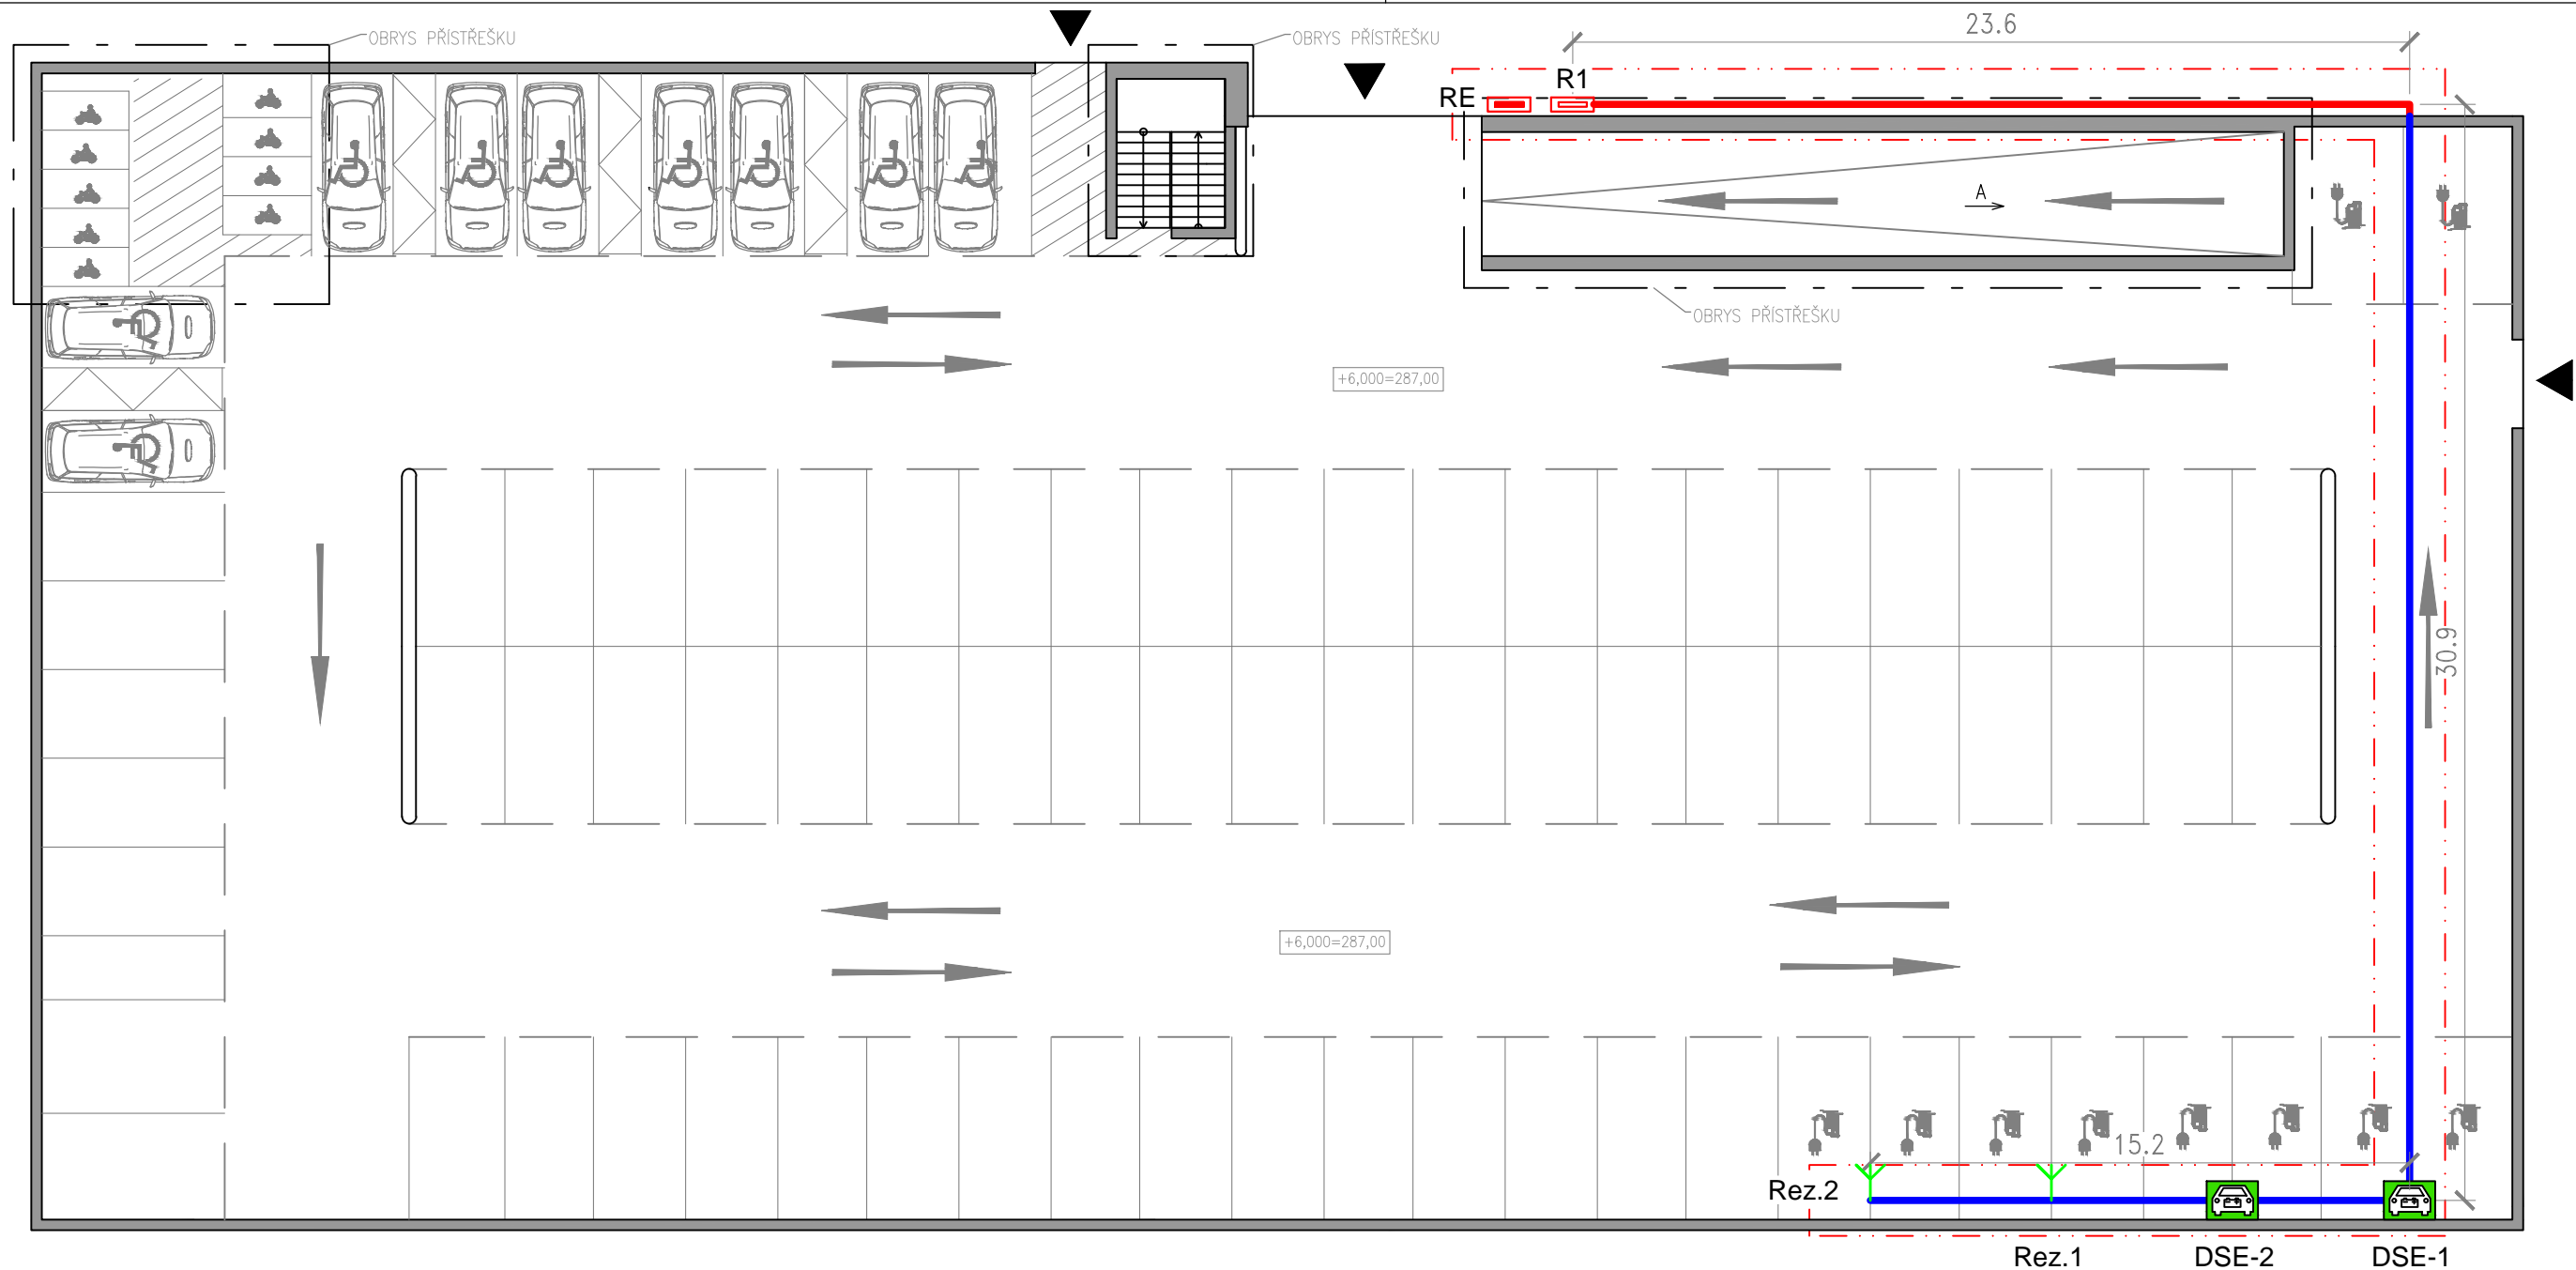 23.6
OBRYS PŘÍSTŘEŠKU
OBRYS PŘÍSTŘEŠKU
R1
RE
A
OBRYS PŘÍSTŘEŠKU
+6,000=287,00
30.9
+6,000=287,00
15.2
Rez.2
Rez.1
DSE-2
DSE-1